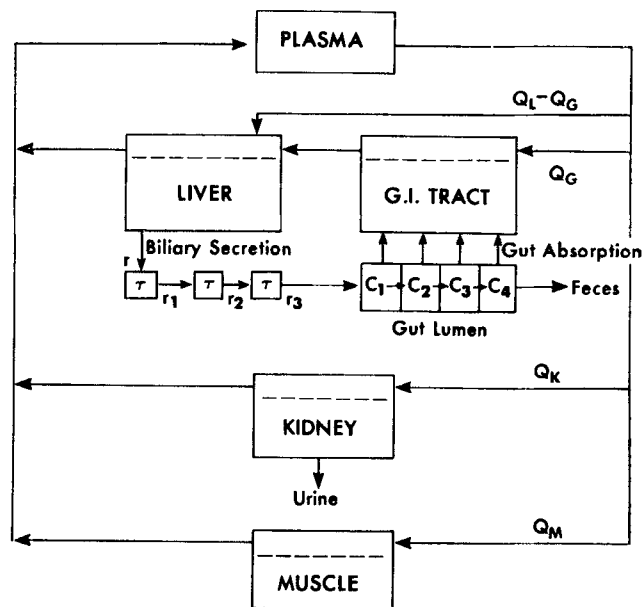 PLASMA
Q_L–Q_G
LIVER
G.I. TRACT
Q_G
Biliary Secretion
Gut Absorption
r
τ
r_1
τ
r_2
τ
r_3
C_1
C_2
C_3
C_4
Feces
Gut Lumen
Q_K
KIDNEY
Urine
Q_M
MUSCLE